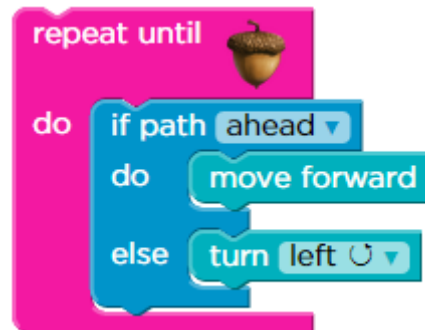 repeat until
do if path ahead ▾
do move forward
else turn left ↺ ▾